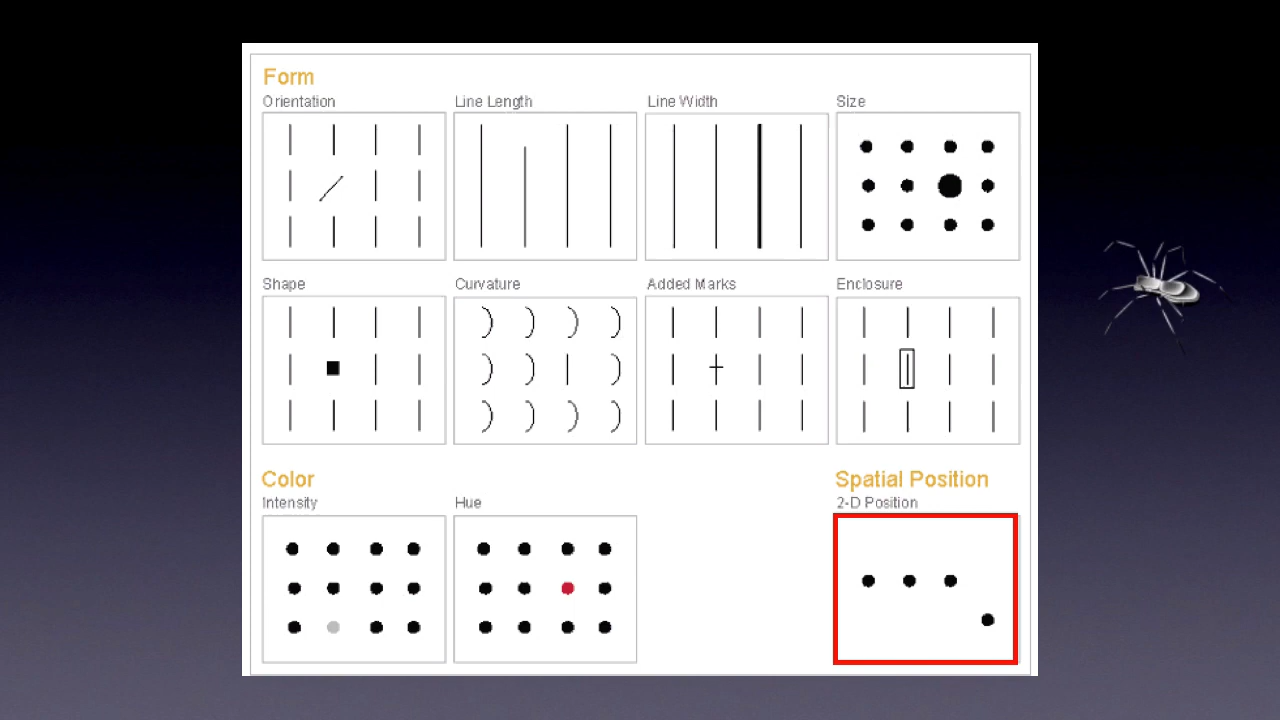 Form
Orientation
Line Length
Line Width
Size
Shape
Curvature
Added Marks
Enclosure
Color
Spatial Position
Intensity
Hue
2-D Position